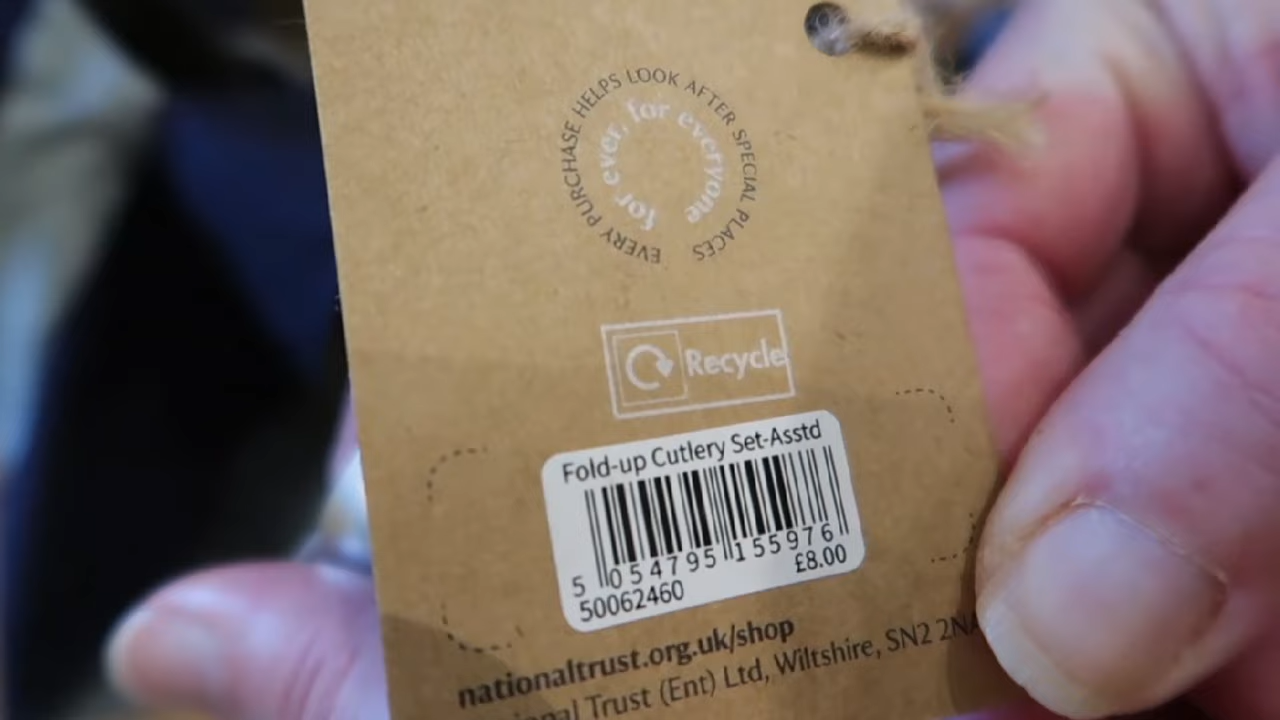 EVERY PURCHASE HELPS LOOK AFTER SPECIAL PLACES
for ever, for everyone
Recycle
Fold-up Cutlery Set-Asstd
5 054795 155976
£8.00
50062460
nationaltrust.org.uk/shop
Trust (Ent) Ltd, Wiltshire, SN2 2NA